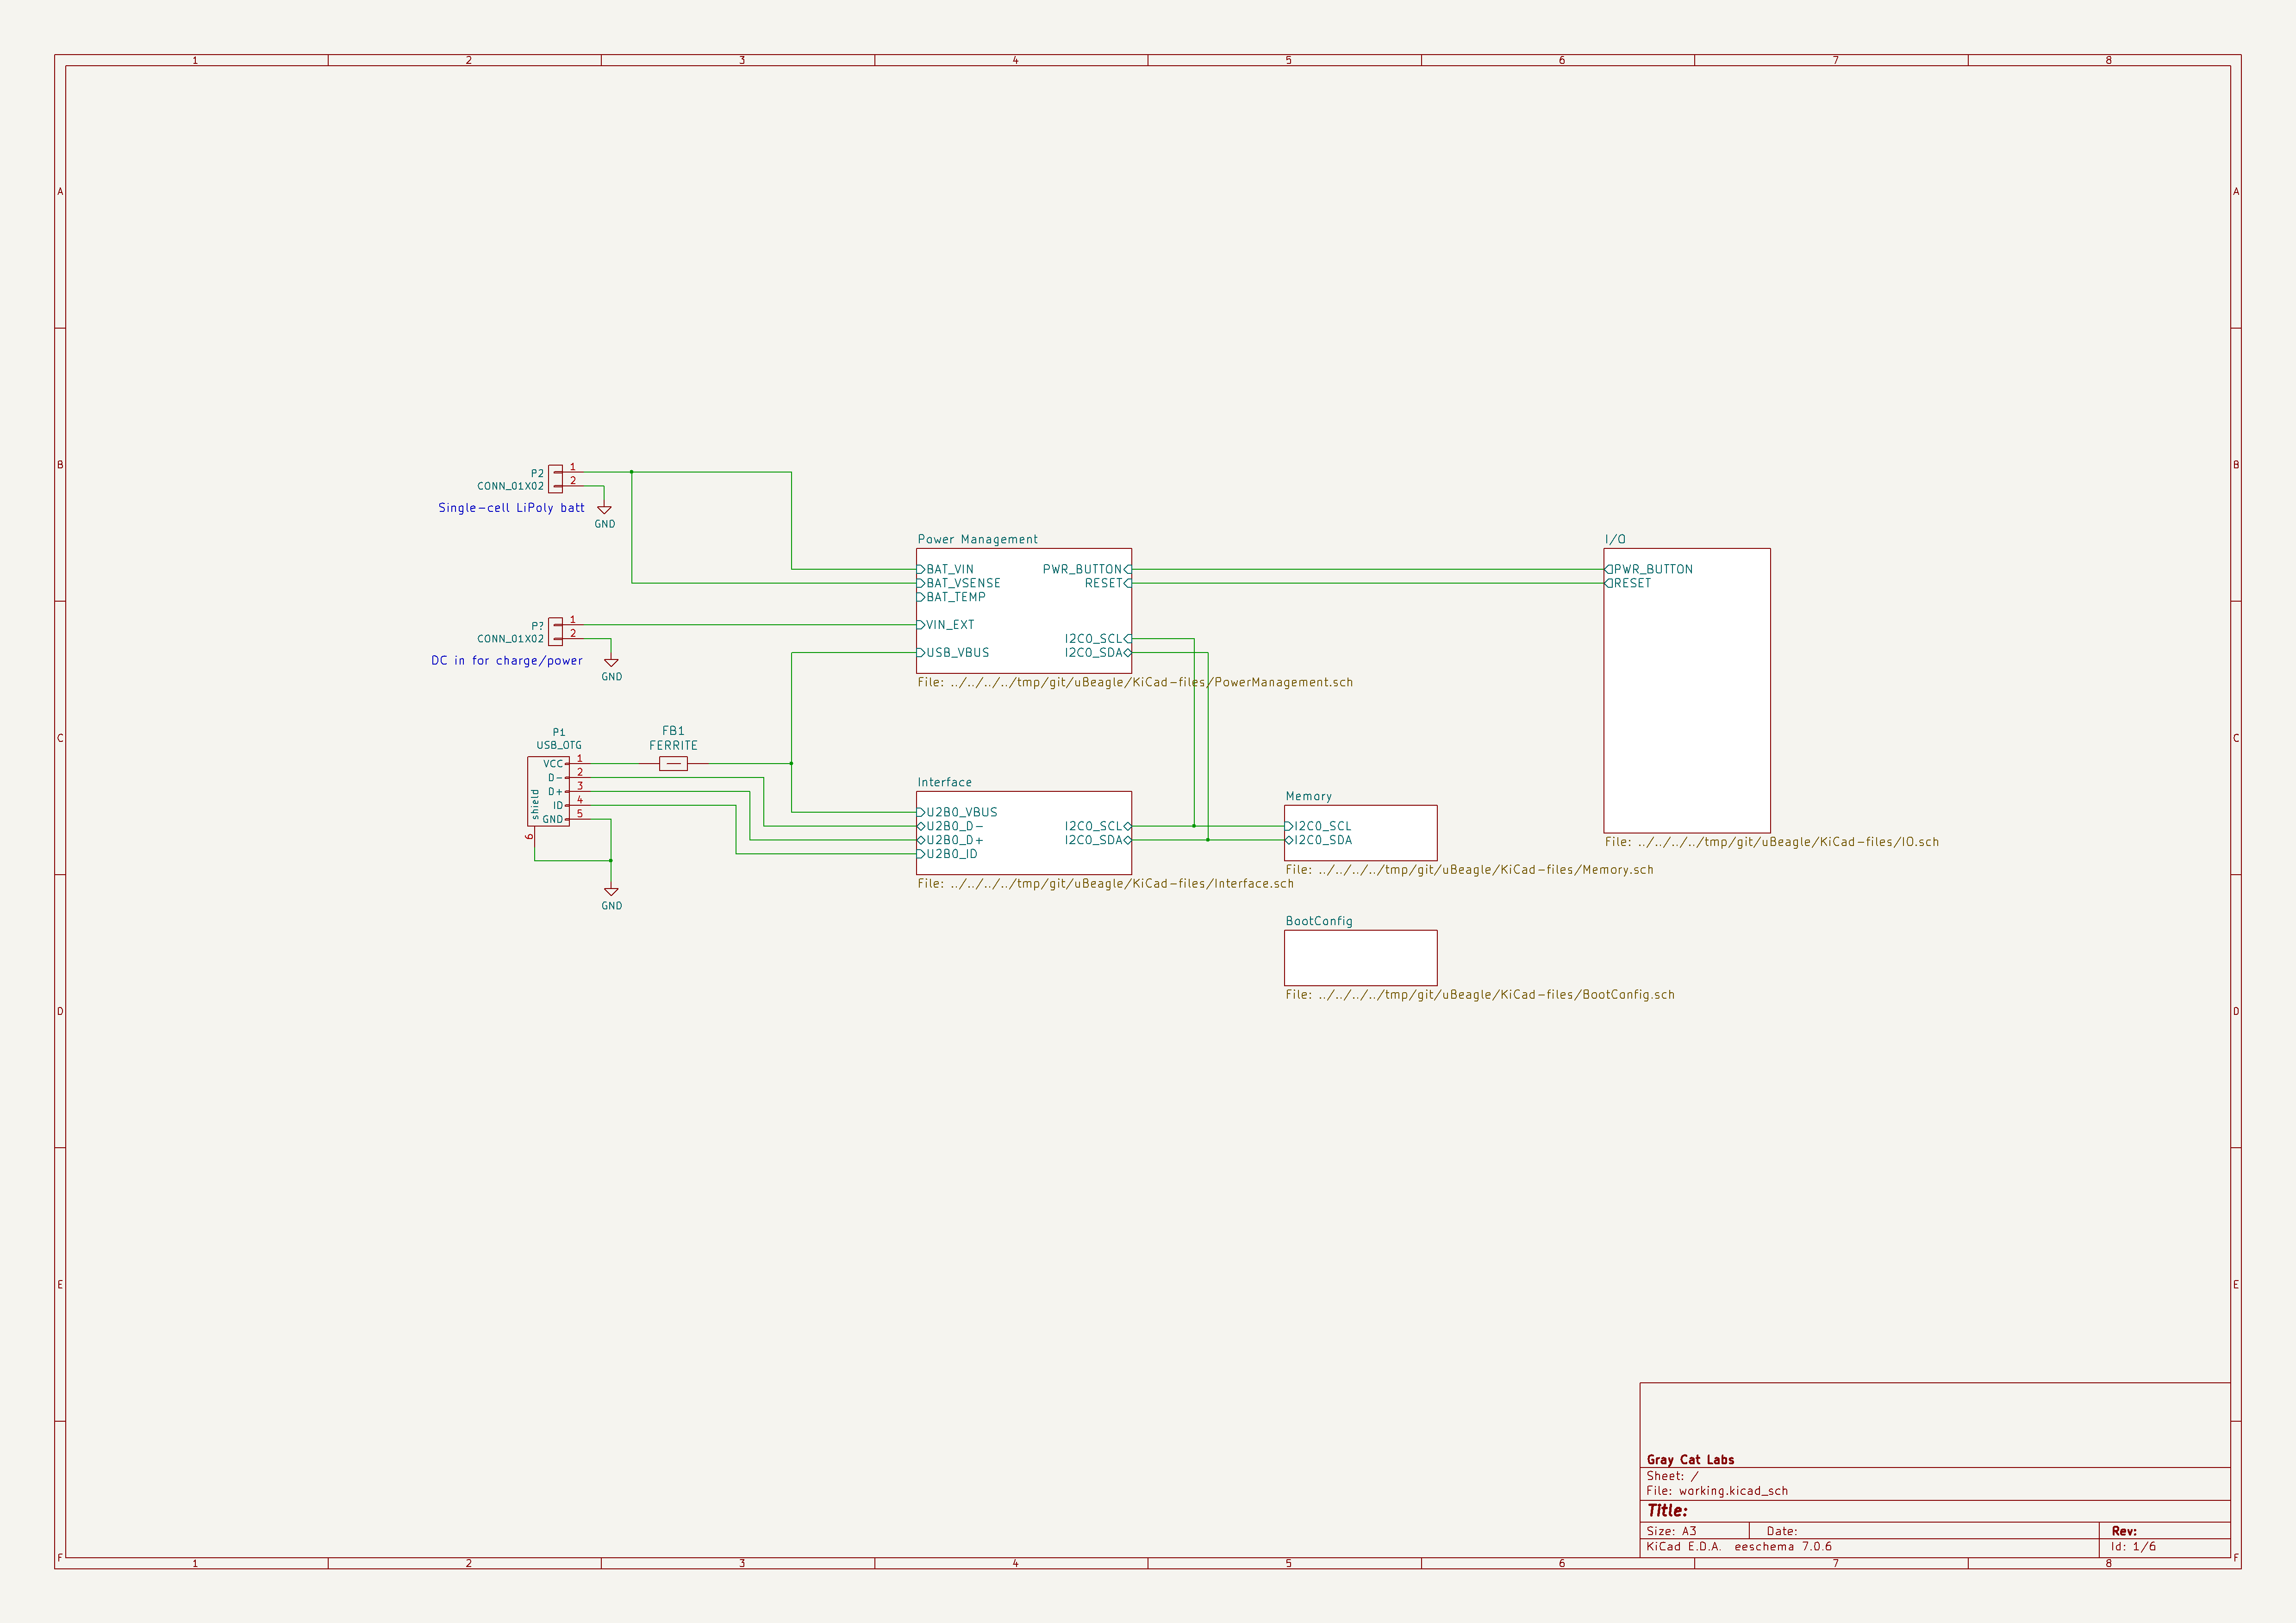 1 2 3 4 5 6 7 8
A A
B B
C C
D D
E E
F F
P2
CONN_01X02
1
2
Single-cell LiPoly batt
GND
P?
CONN_01X02
1
2
DC in for charge/power
GND
P1
USB_OTG
VCC 1
D- 2
D+ 3
ID 4
GND 5
shield
6
GND
FB1
FERRITE
Power Management
BAT_VIN PWR_BUTTON
BAT_VSENSE RESET
BAT_TEMP
VIN_EXT
I2C0_SCL
USB_VBUS I2C0_SDA
File: ../../../../tmp/git/uBeagle/KiCad-files/PowerManagement.sch
I/O
PWR_BUTTON
RESET
File: ../../../../tmp/git/uBeagle/KiCad-files/IO.sch
Interface
U2B0_VBUS
U2B0_D- I2C0_SCL
U2B0_D+ I2C0_SDA
U2B0_ID
File: ../../../../tmp/git/uBeagle/KiCad-files/Interface.sch
Memory
I2C0_SCL
I2C0_SDA
File: ../../../../tmp/git/uBeagle/KiCad-files/Memory.sch
BootConfig
File: ../../../../tmp/git/uBeagle/KiCad-files/BootConfig.sch
Gray Cat Labs
Sheet: /
File: working.kicad_sch
Title:
Size: A3 Date: Rev:
KiCad E.D.A. eeschema 7.0.6 Id: 1/6
1 2 3 4 5 6 7 8